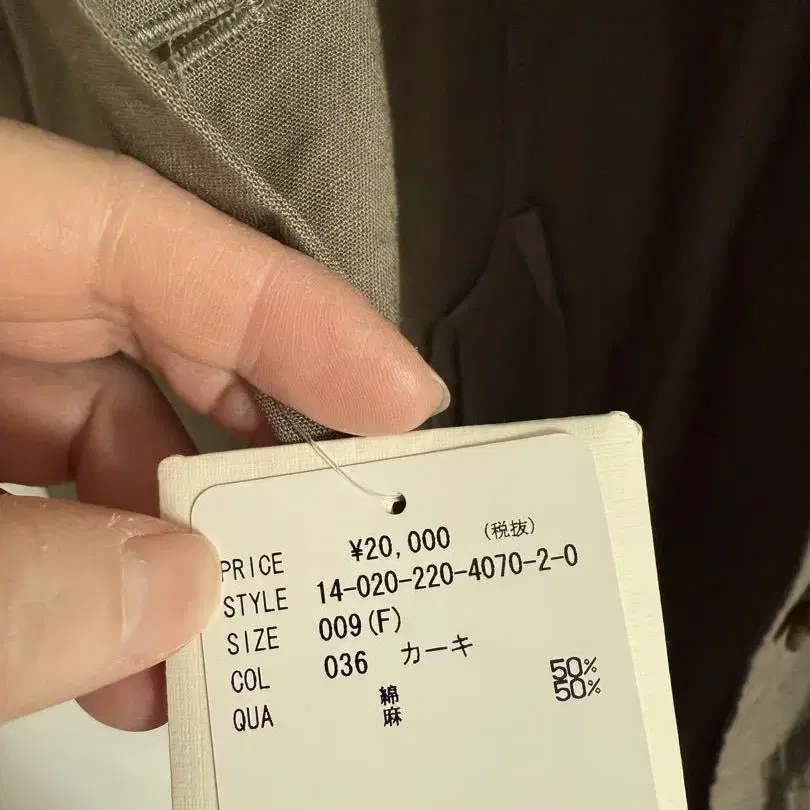 PRICE ¥20,000 (税抜)
STYLE 14-020-220-4070-2-0
SIZE 009(F)
COL 036 カーキ
QUA 綿 50%
麻 50%